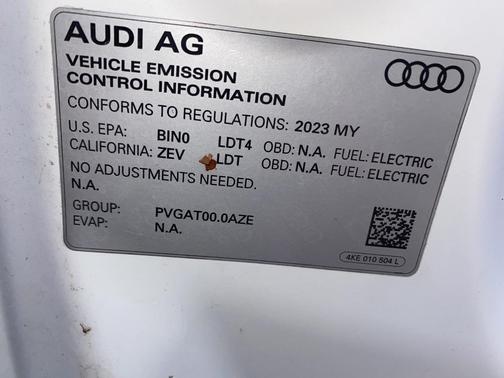 AUDI AG
VEHICLE EMISSION
CONTROL INFORMATION
CONFORMS TO REGULATIONS: 2023 MY
U.S. EPA: BIN0 LDT4 OBD: N.A. FUEL: ELECTRIC
CALIFORNIA: ZEV LDT OBD: N.A. FUEL: ELECTRIC
NO ADJUSTMENTS NEEDED.
N.A.
GROUP: PVGAT00.0AZE
EVAP: N.A.
4KE 010 504 L